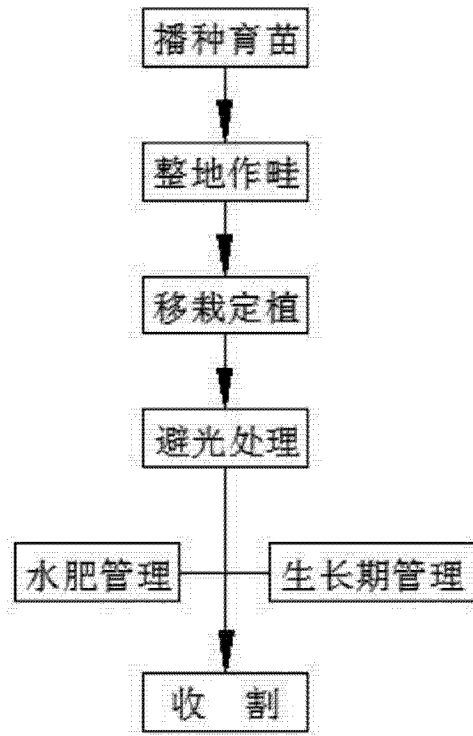 播种育苗
整地作畦
移栽定植
避光处理
水肥管理
生长期管理
收 割